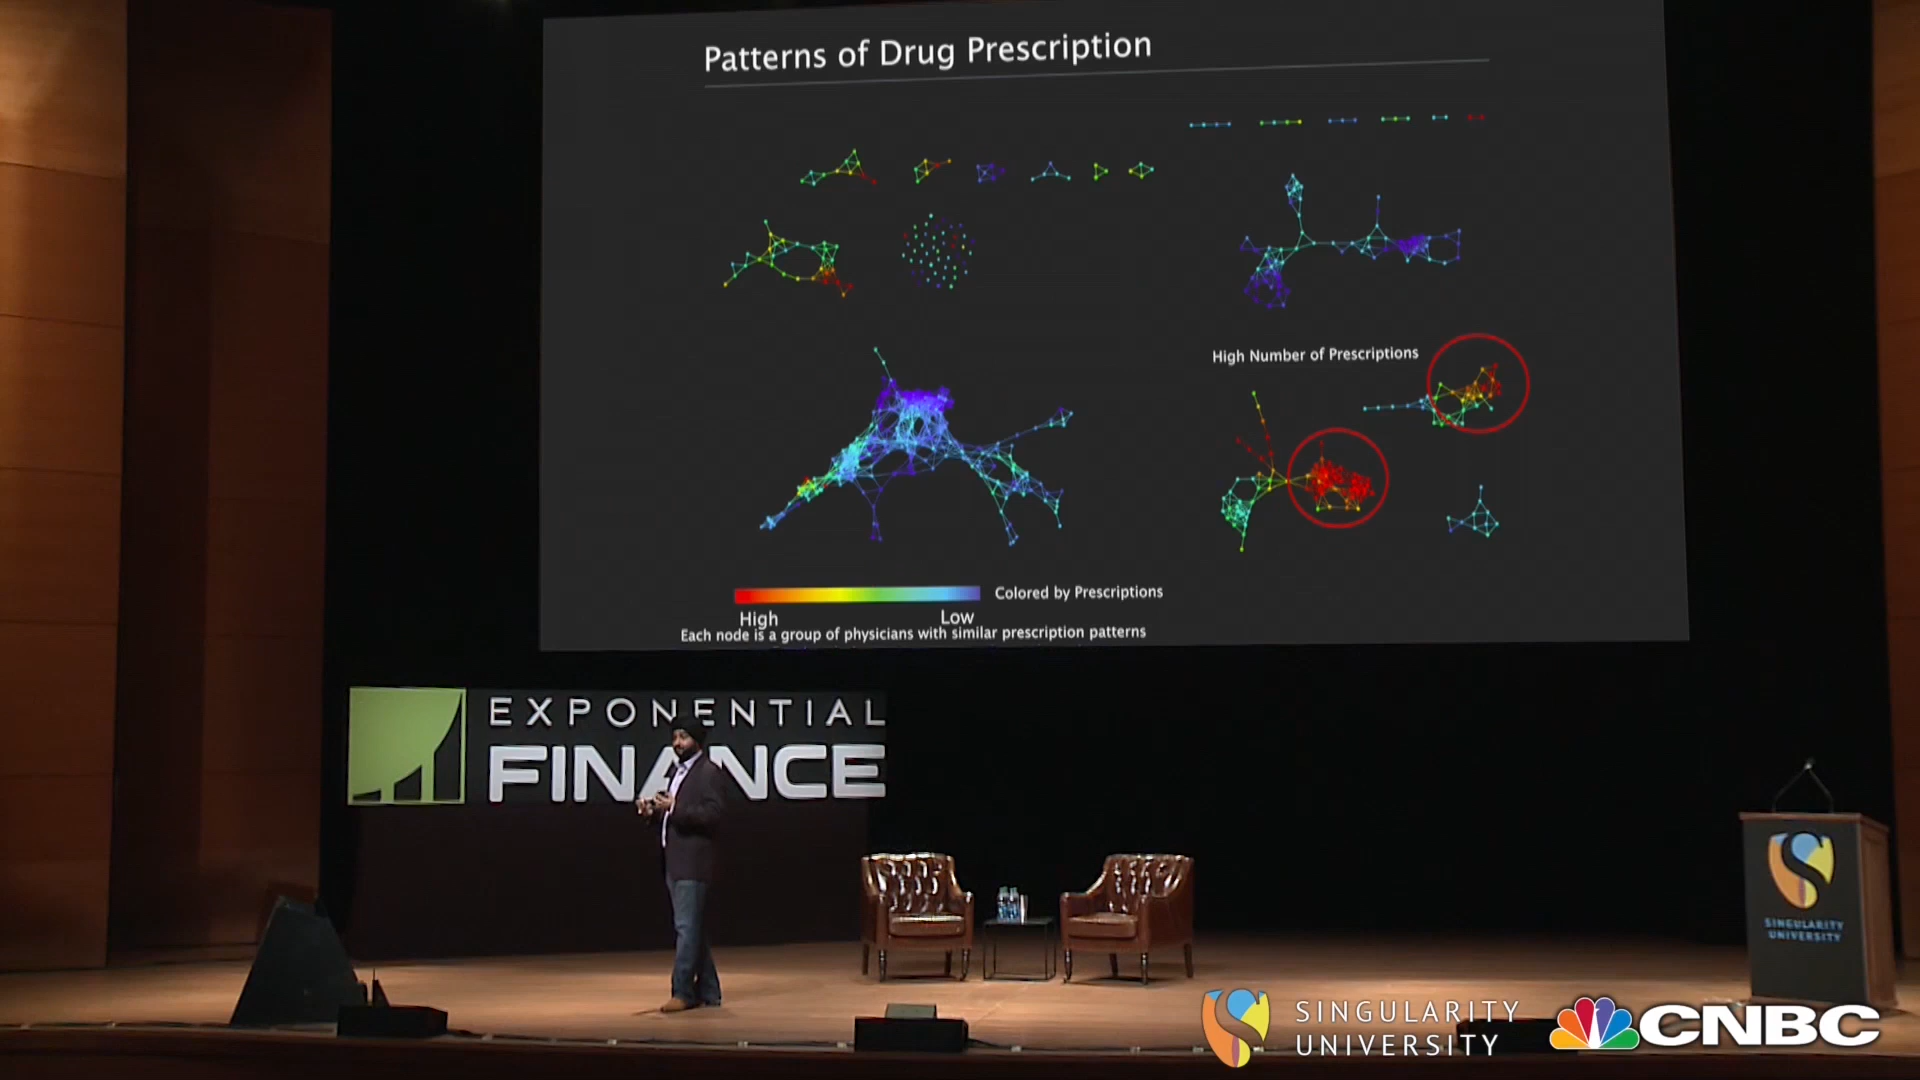 Patterns of Drug Prescription
High Number of Prescriptions
Colored by Prescriptions
High
Low
Each node is a group of physicians with similar prescription patterns
EXPONENTIAL
FINANCE
SINGULARITY
UNIVERSITY
SINGULARITY
UNIVERSITY
CNBC